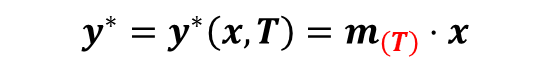 y* = y*(x, T) = m(T) · x